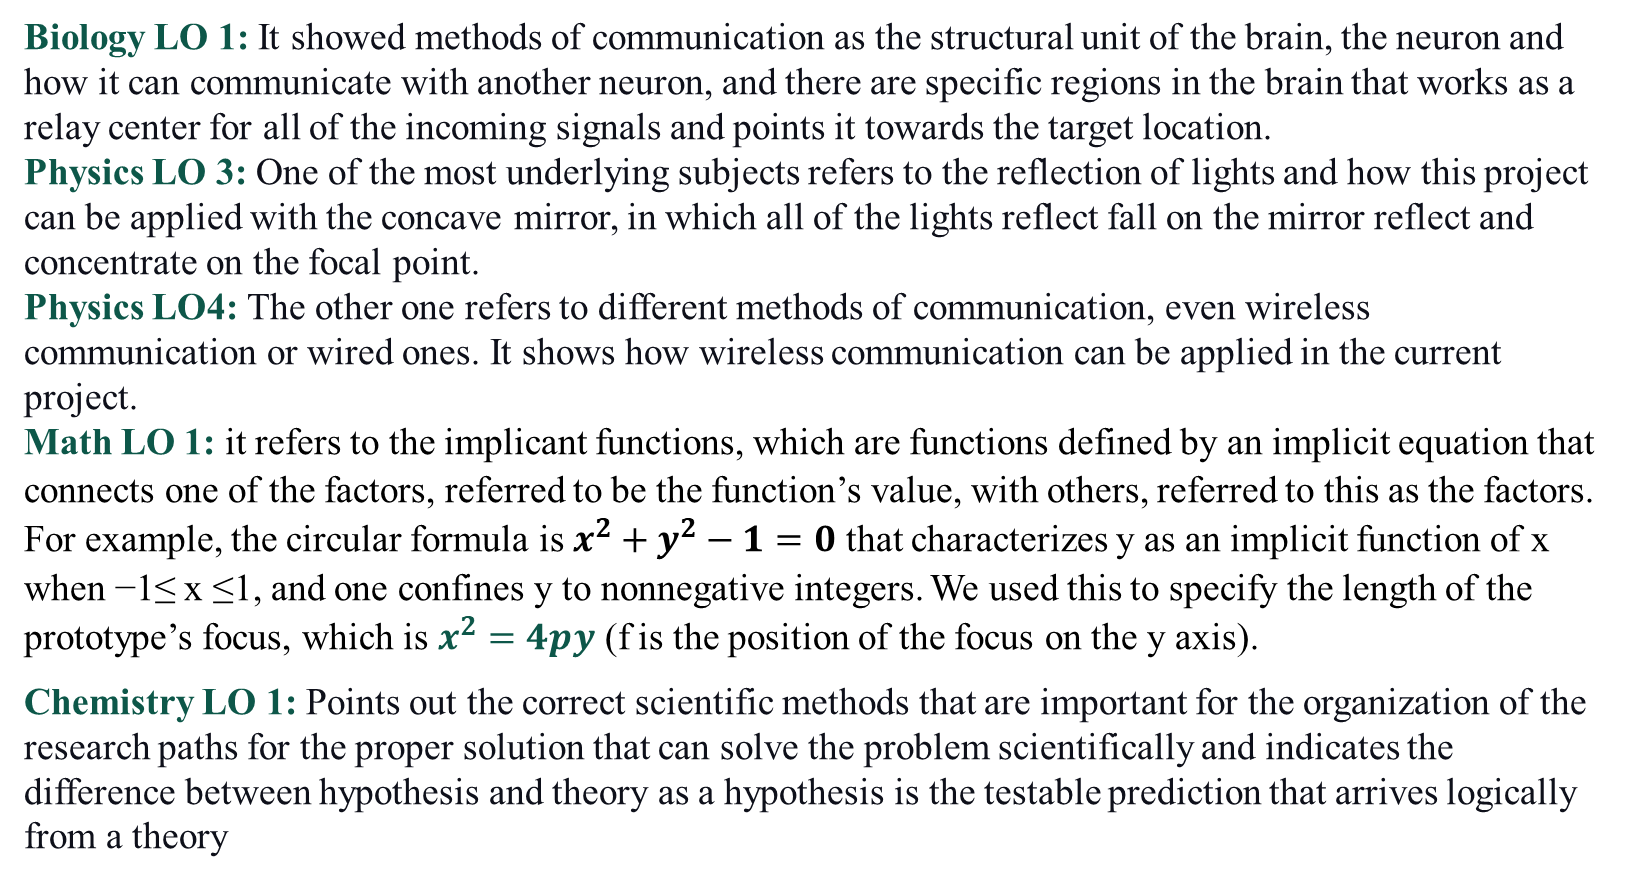 Biology LO 1: It showed methods of communication as the structural unit of the brain, the neuron and
how it can communicate with another neuron, and there are specific regions in the brain that works as a
relay center for all of the incoming signals and points it towards the target location.
Physics LO 3: One of the most underlying subjects refers to the reflection of lights and how this project
can be applied with the concave mirror, in which all of the lights reflect fall on the mirror reflect and
concentrate on the focal point.
Physics LO4: The other one refers to different methods of communication, even wireless
communication or wired ones. It shows how wireless communication can be applied in the current
project.
Math LO 1: it refers to the implicant functions, which are functions defined by an implicit equation that
connects one of the factors, referred to be the function’s value, with others, referred to this as the factors.
For example, the circular formula is x² + y² − 1 = 0 that characterizes y as an implicit function of x
when −1≤ x ≤1, and one confines y to nonnegative integers. We used this to specify the length of the
prototype’s focus, which is x² = 4py (f is the position of the focus on the y axis).
Chemistry LO 1: Points out the correct scientific methods that are important for the organization of the
research paths for the proper solution that can solve the problem scientifically and indicates the
difference between hypothesis and theory as a hypothesis is the testable prediction that arrives logically
from a theory